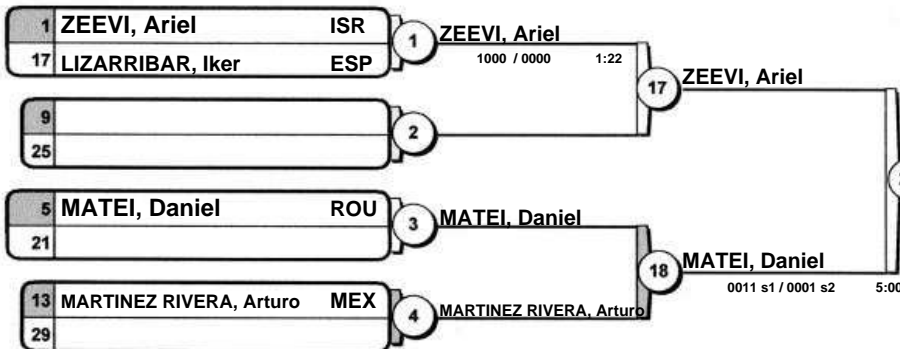 1 ZEEVI, Ariel ISR
17 LIZARRIBAR, Iker ESP
1
ZEEVI, Ariel
1000 / 0000 1:22
9
25
2
17
ZEEVI, Ariel
5 MATEI, Daniel ROU
21
3
MATEI, Daniel
13 MARTINEZ RIVERA, Arturo MEX
29
4
MARTINEZ RIVERA, Arturo
18
MATEI, Daniel
0011 s1 / 0001 s2 5:00